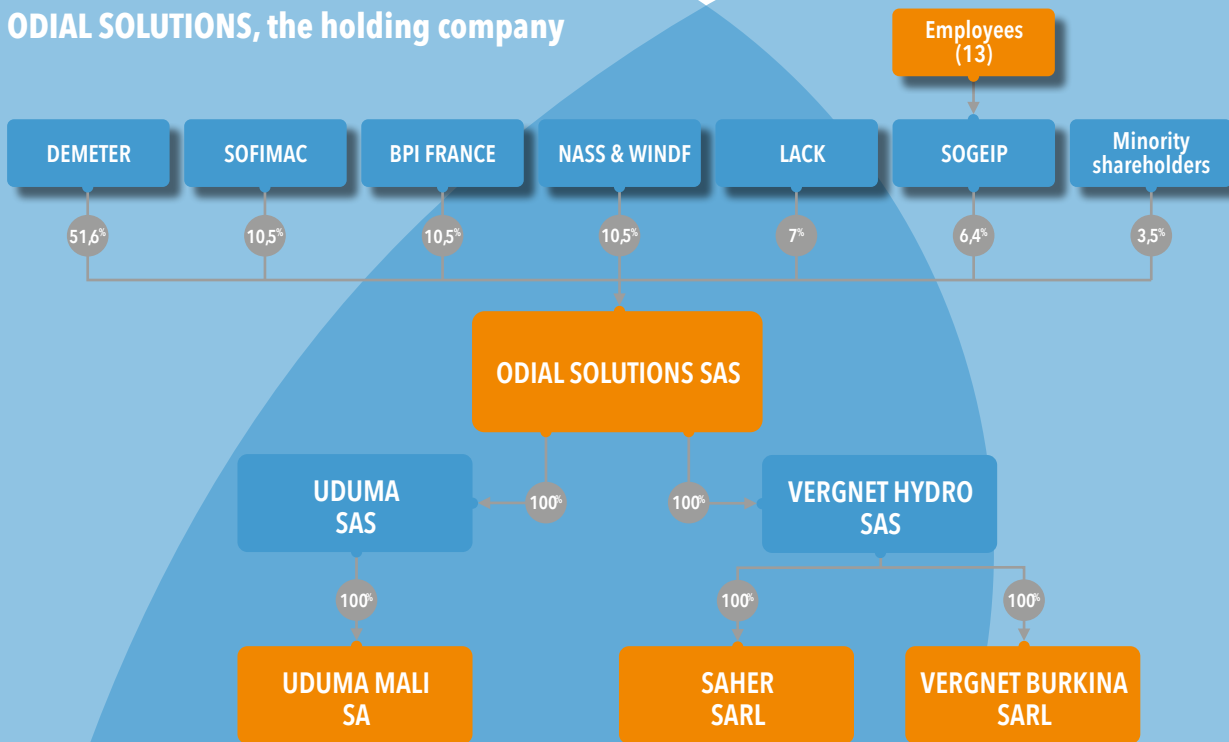 ODIAL SOLUTIONS, the holding company
Employees
(13)
DEMETER
SOFIMAC
BPI FRANCE
NASS & WINDF
LACK
SOGEIP
Minority
shareholders
51,6%
10,5%
10,5%
10,5%
7%
6,4%
3,5%
ODIAL SOLUTIONS SAS
UDUMA
SAS
100%
100%
VERGNET HYDRO
SAS
100%
100%
100%
UDUMA MALI
SA
SAHER
SARL
VERGNET BURKINA
SARL